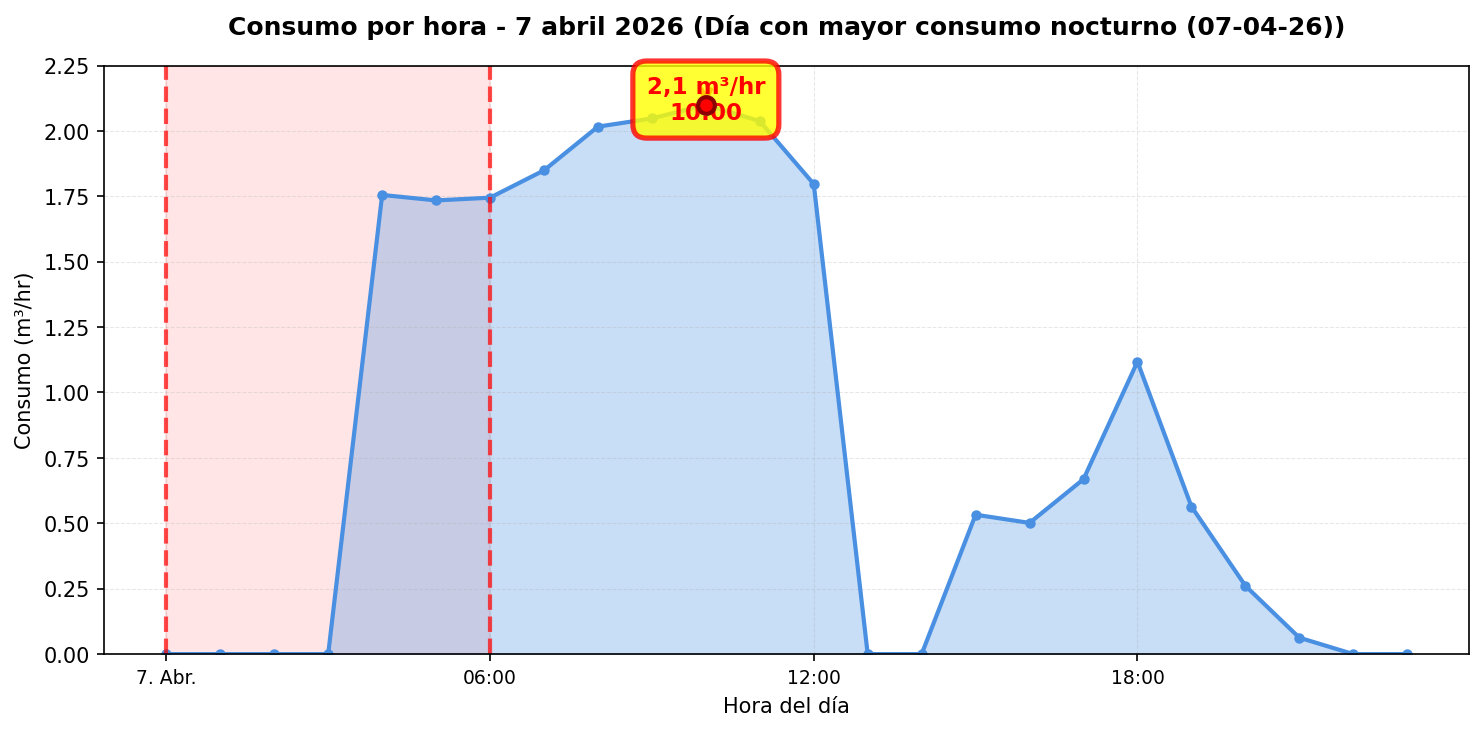 Consumo por hora - 7 abril 2026 (Día con mayor consumo nocturno (07-04-26))
2,1 m³/hr
10:00
Consumo (m³/hr)
2.25
2.00
1.75
1.50
1.25
1.00
0.75
0.50
0.25
0.00
7. Abr.
06:00
12:00
18:00
Hora del día